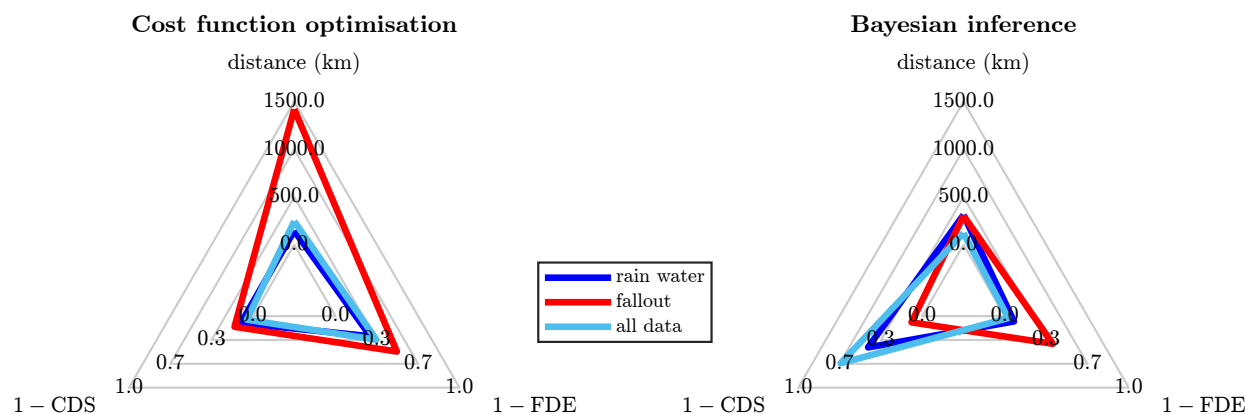 Cost function optimisation
distance (km)
1500.0
1000.0
500.0
0.0
0.0
0.0
0.3
0.3
0.7
0.7
1.0
1.0
1 − CDS
1 − FDE
rain water
fallout
all data
Bayesian inference
distance (km)
1500.0
1000.0
500.0
0.0
0.0
0.0
0.3
0.3
0.7
0.7
1.0
1.0
1 − CDS
1 − FDE